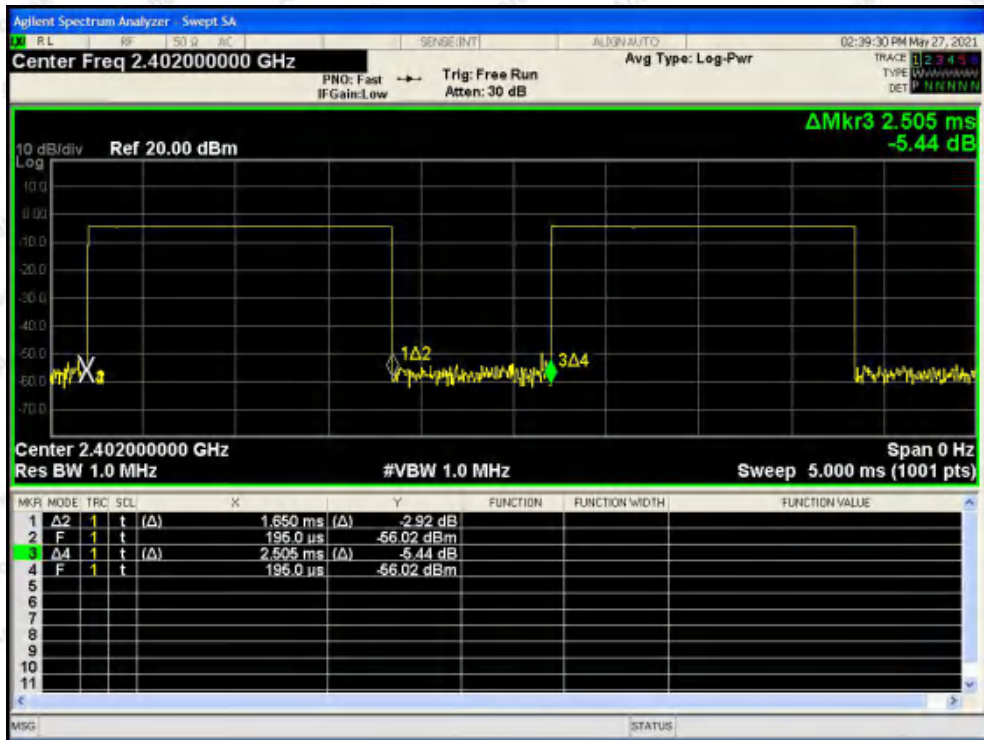 Agilent Spectrum Analyzer - Swept SA
RL RF 50 Ω AC SENSE:INT ALIGNAUTO 02:39:30 PM May 27, 2021
Center Freq 2.402000000 GHz Avg Type: Log-Pwr TRACE 1 2 3 4 5 6
PNO: Fast Trig: Free Run TYPE
IFGain:Low Atten: 30 dB DET P N N N N N
ΔMkr3 2.505 ms
10 dB/div Ref 20.00 dBm -5.44 dB
Log
10.0
0.00
-10.0
-20.0
-30.0
-40.0
-50.0
1Δ2
3Δ4
-60.0
-70.0
Center 2.402000000 GHz Span 0 Hz
Res BW 1.0 MHz #VBW 1.0 MHz Sweep 5.000 ms (1001 pts)
MKR MODE TRC SCL X Y FUNCTION FUNCTION WIDTH FUNCTION VALUE
1 Δ2 1 t (Δ) 1.650 ms (Δ) -2.92 dB
2 F 1 t 195.0 µs -56.02 dBm
3 Δ4 1 t (Δ) 2.505 ms (Δ) -5.44 dB
4 F 1 t 195.0 µs -56.02 dBm
5
6
7
8
9
10
11
MSG STATUS